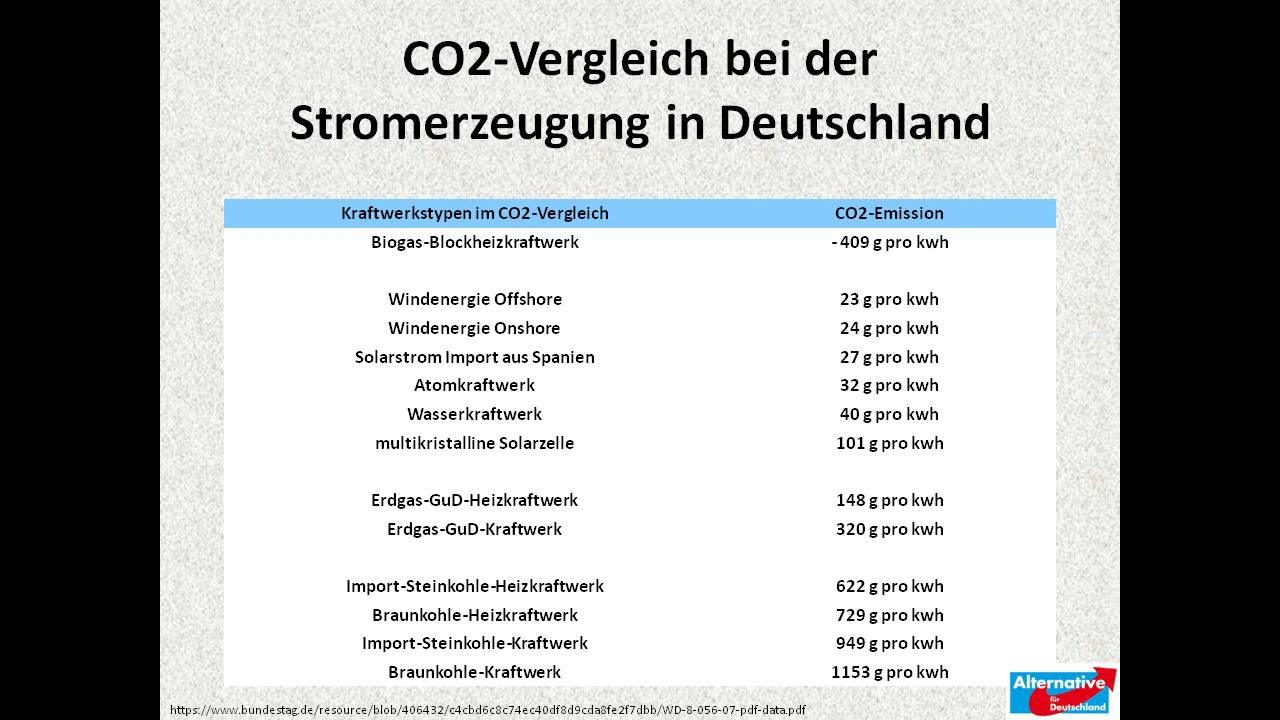 CO2-Vergleich bei der
Stromerzeugung in Deutschland
Kraftwerkstypen im CO2-Vergleich CO2-Emission
Biogas-Blockheizkraftwerk - 409 g pro kwh
Windenergie Offshore 23 g pro kwh
Windenergie Onshore 24 g pro kwh
Solarstrom Import aus Spanien 27 g pro kwh
Atomkraftwerk 32 g pro kwh
Wasserkraftwerk 40 g pro kwh
multikristalline Solarzelle 101 g pro kwh
Erdgas-GuD-Heizkraftwerk 148 g pro kwh
Erdgas-GuD-Kraftwerk 320 g pro kwh
Import-Steinkohle-Heizkraftwerk 622 g pro kwh
Braunkohle-Heizkraftwerk 729 g pro kwh
Import-Steinkohle-Kraftwerk 949 g pro kwh
Braunkohle-Kraftwerk 1153 g pro kwh
Alternative
für
Deutschland
https://www.bundestag.de/resource/blob/406432/c4cbd6c8c74ec40df8d9cda8fe2f7dbb/WD-8-056-07-pdf-data.pdf